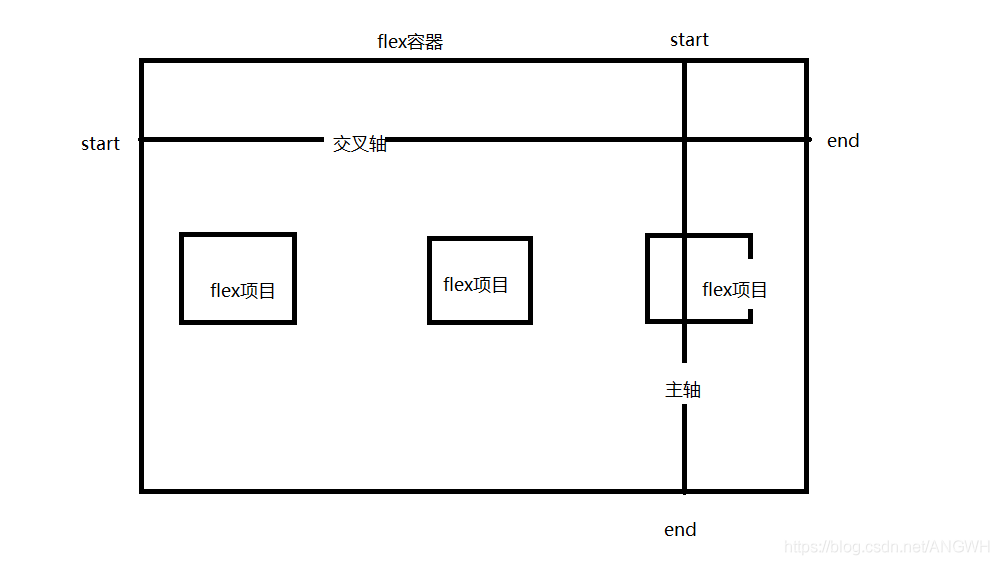 flex容器
start
start
交叉轴
end
flex项目
flex项目
flex项目
主轴
end
https://blog.csdn.net/ANGWH